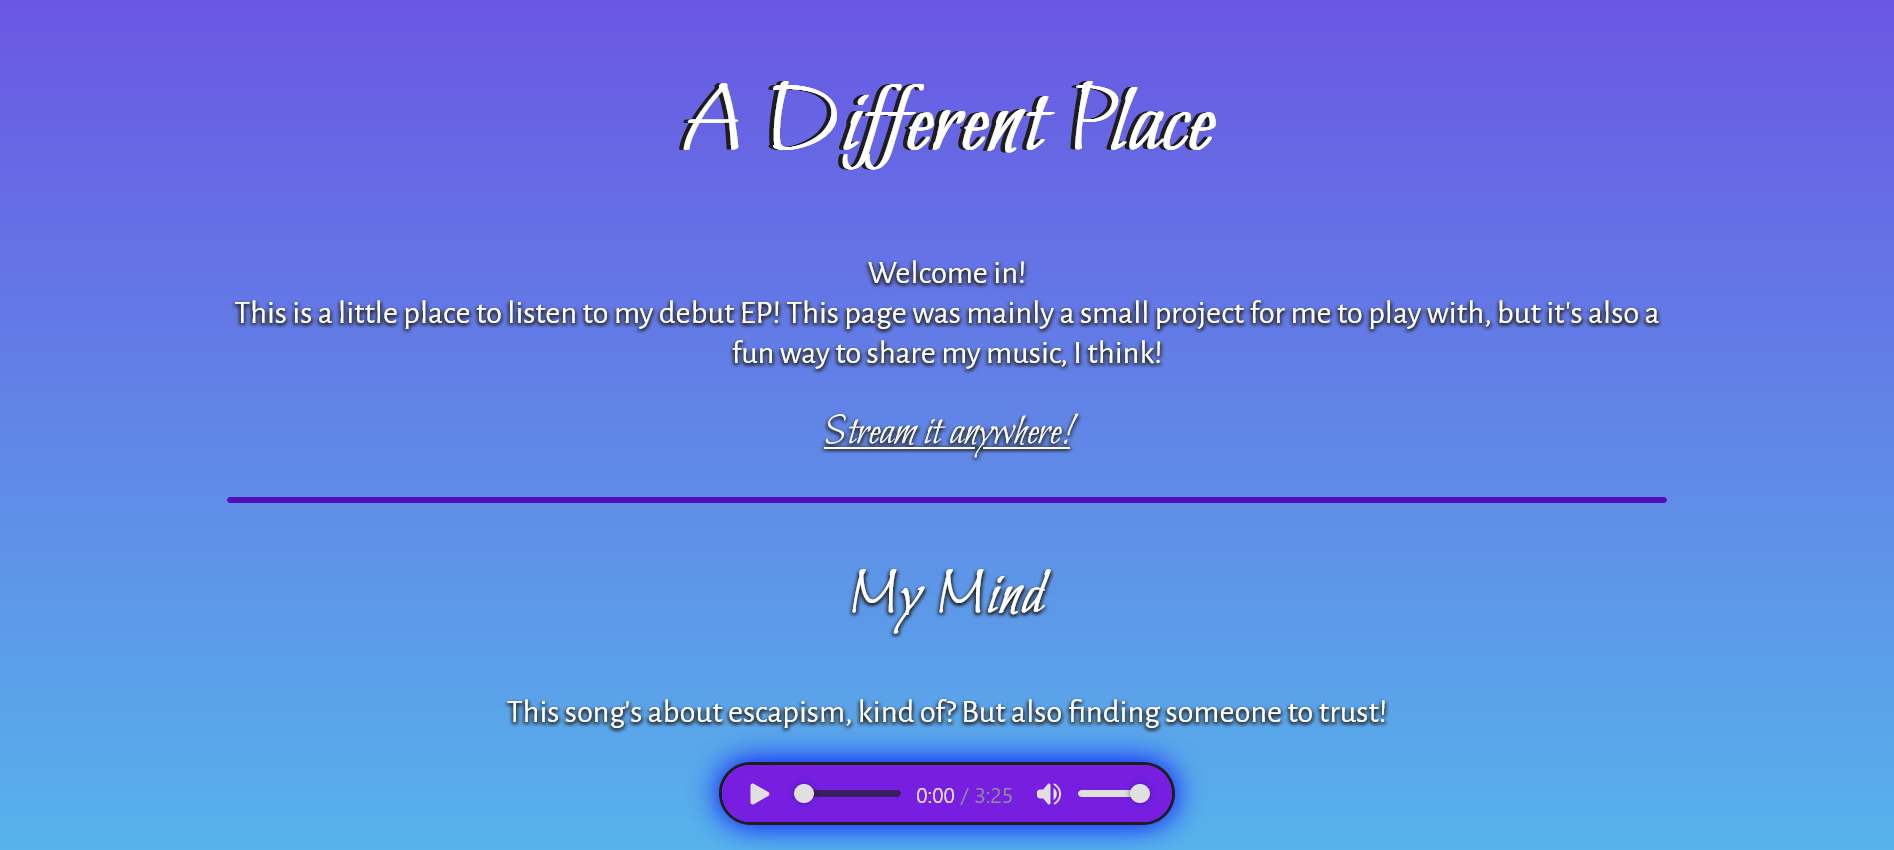 A Different Place
Welcome in!
This is a little place to listen to my debut EP! This page was mainly a small project for me to play with, but it's also a
fun way to share my music, I think!
Stream it anywhere!
My Mind
This song's about escapism, kind of? But also finding someone to trust!
0:00 / 3:25